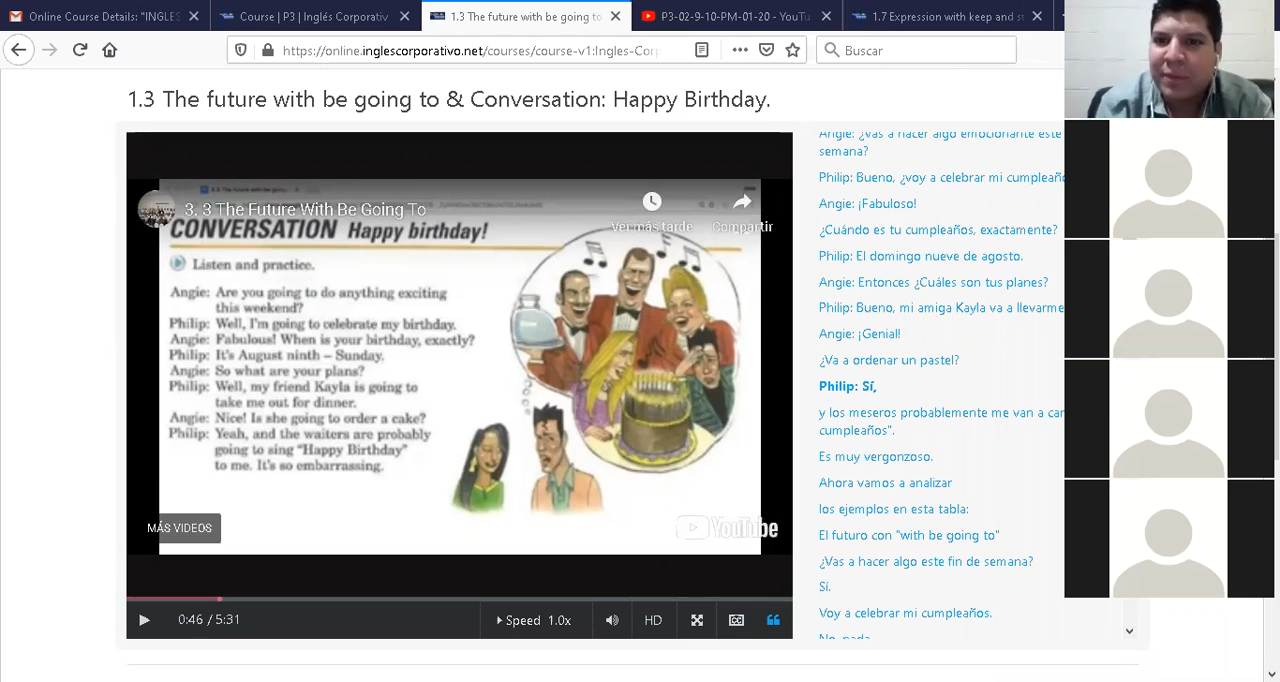 Online Course Details: "INGLES
Course | P3 | Inglés Corporativ
1.3 The future with be going to
P3-02-9-10-PM-01-20 - YouTu
1.7 Expression with keep and s
https://online.inglescorporativo.net/courses/course-v1:Ingles-Corp
Buscar
1.3 The future with be going to & Conversation: Happy Birthday.
3. 3 The Future With Be Going To
Ver más tarde
Compartir
CONVERSATION Happy birthday!
Listen and practice.
Angie: Are you going to do anything exciting
this weekend?
Philip: Well, I'm going to celebrate my birthday.
Angie: Fabulous! When is your birthday, exactly?
Philip: It's August ninth – Sunday.
Angie: So what are your plans?
Philip: Well, my friend Kayla is going to
take me out for dinner.
Angie: Nice! Is she going to order a cake?
Philip: Yeah, and the waiters are probably
going to sing "Happy Birthday"
to me. It's so embarrassing.
MÁS VIDEOS
YouTube
0:46 / 5:31
Speed 1.0x
HD
Angie: ¿Vas a hacer algo emocionante este
semana?
Philip: Bueno, ¿voy a celebrar mi cumpleaño
Angie: ¡Fabuloso!
¿Cuándo es tu cumpleaños, exactamente?
Philip: El domingo nueve de agosto.
Angie: Entonces ¿Cuáles son tus planes?
Philip: Bueno, mi amiga Kayla va a llevarme
Angie: ¡Genial!
¿Va a ordenar un pastel?
Philip: Sí,
y los meseros probablemente me van a can
cumpleaños".
Es muy vergonzoso.
Ahora vamos a analizar
los ejemplos en esta tabla:
El futuro con "with be going to"
¿Vas a hacer algo este fin de semana?
Sí.
Voy a celebrar mi cumpleaños.
No, nada